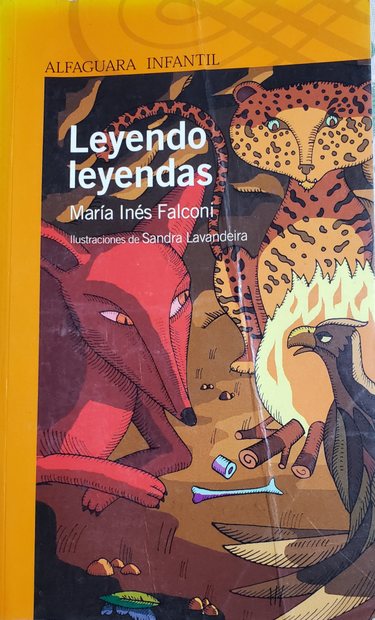 ALFAGUARA INFANTIL
Leyendo
leyendas
María Inés Falconi
Ilustraciones de Sandra Lavandeira